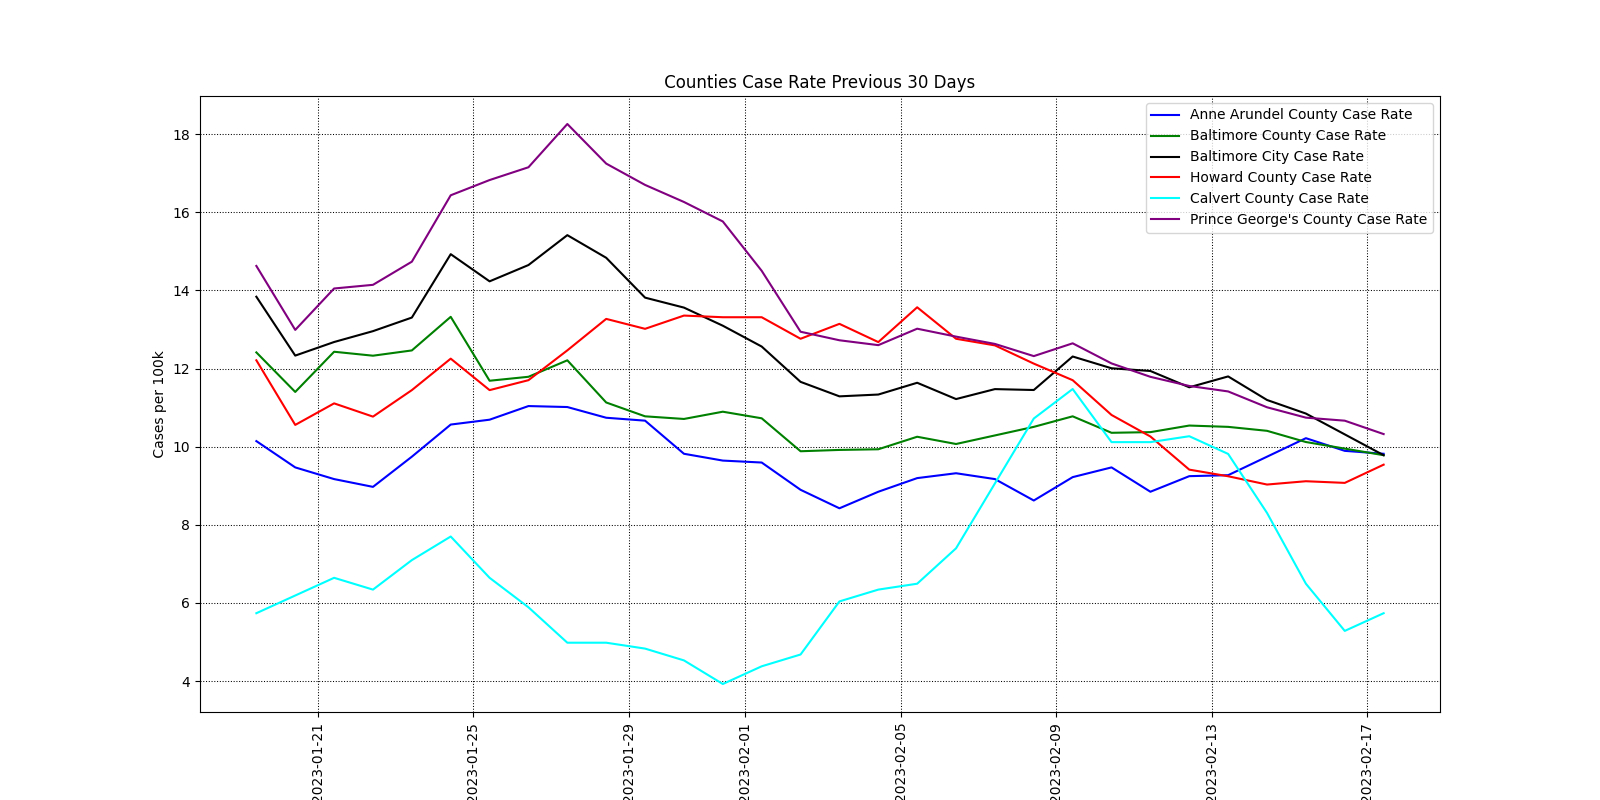 Counties Case Rate Previous 30 Days
Cases per 100k
18
16
14
12
10
8
6
4
Anne Arundel County Case Rate
Baltimore County Case Rate
Baltimore City Case Rate
Howard County Case Rate
Calvert County Case Rate
Prince George's County Case Rate
2023-01-21
2023-01-25
2023-01-29
2023-02-01
2023-02-05
2023-02-09
2023-02-13
2023-02-17